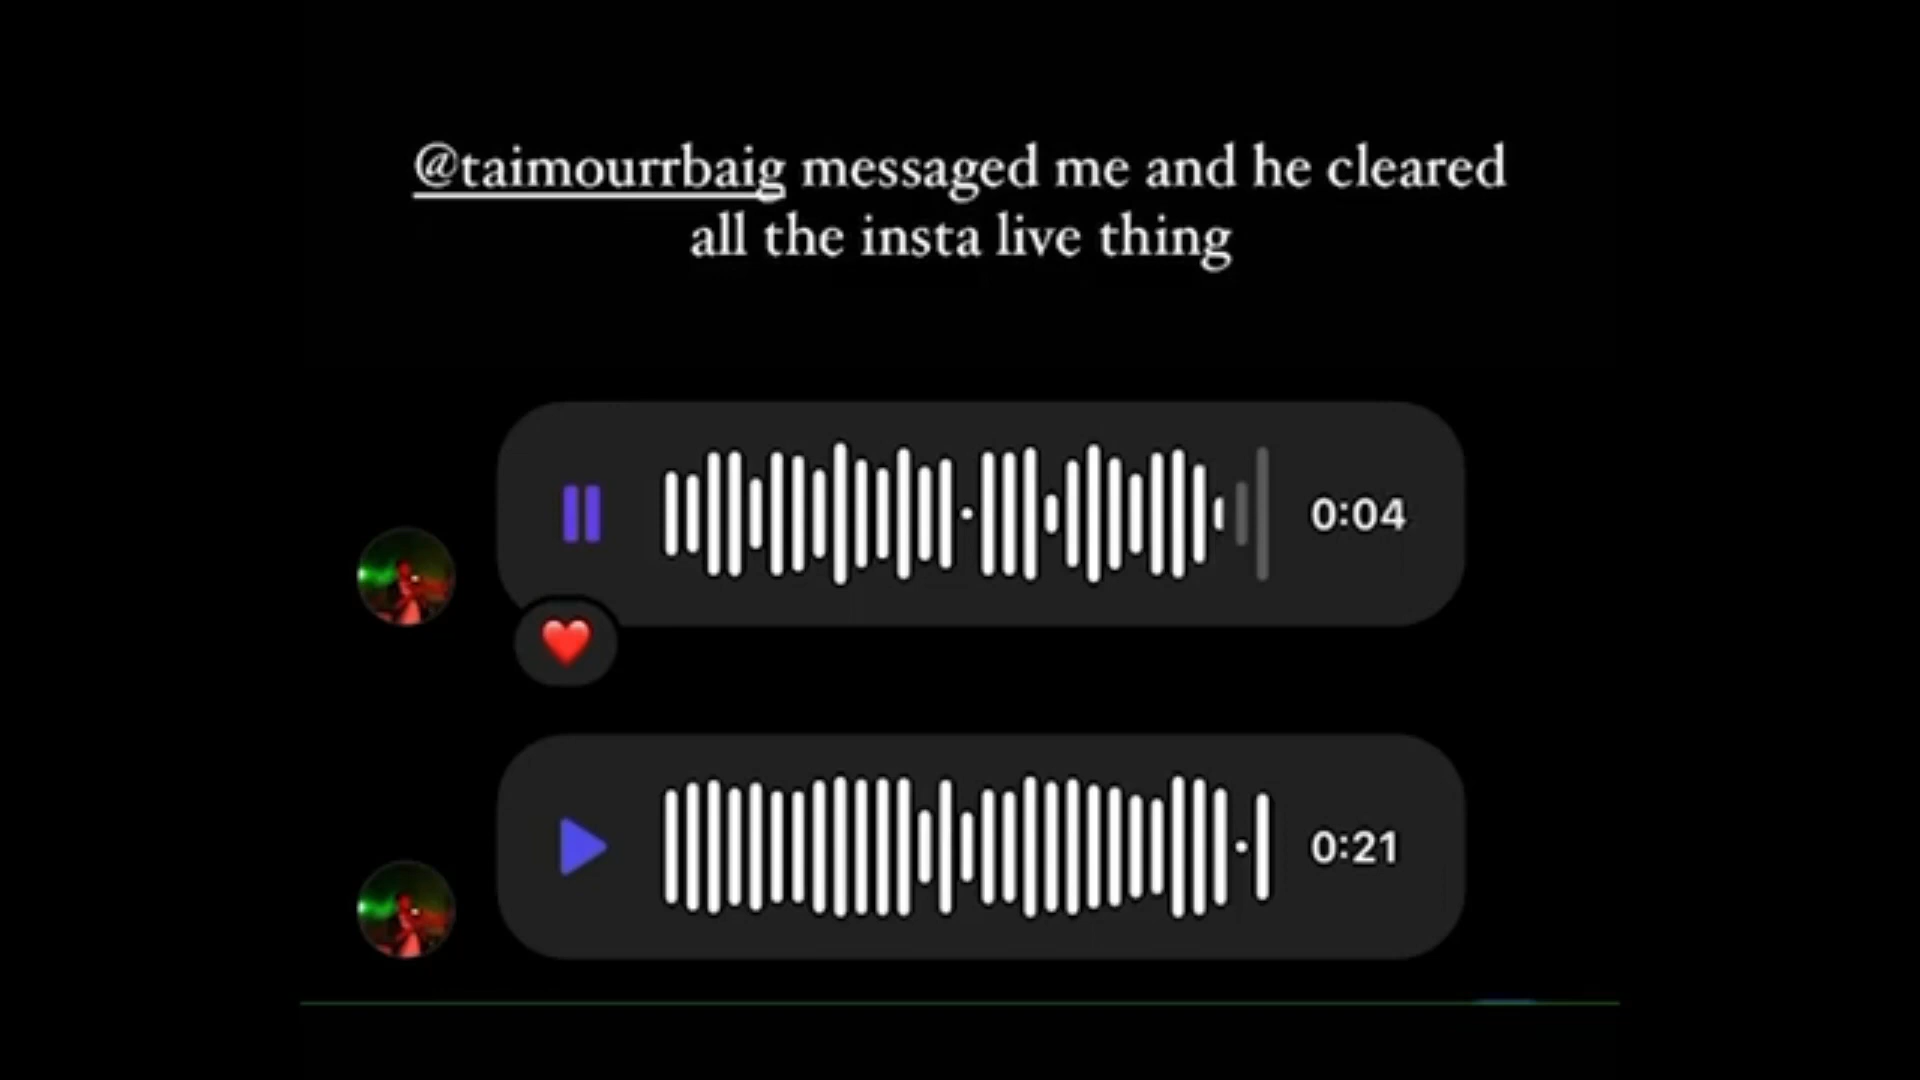 @taimourrbaig messaged me and he cleared
all the insta live thing
0:04
0:21